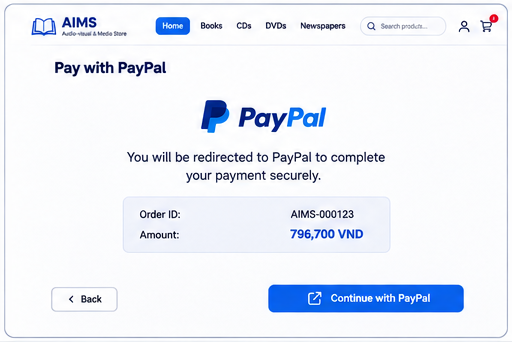 AIMS
Audio-visual & Media Store
Home
Books
CDs
DVDs
Newspapers
Search products...
Pay with PayPal
PayPal
You will be redirected to PayPal to complete
your payment securely.
Order ID: AIMS-000123
Amount: 796,700 VND
Back
Continue with PayPal